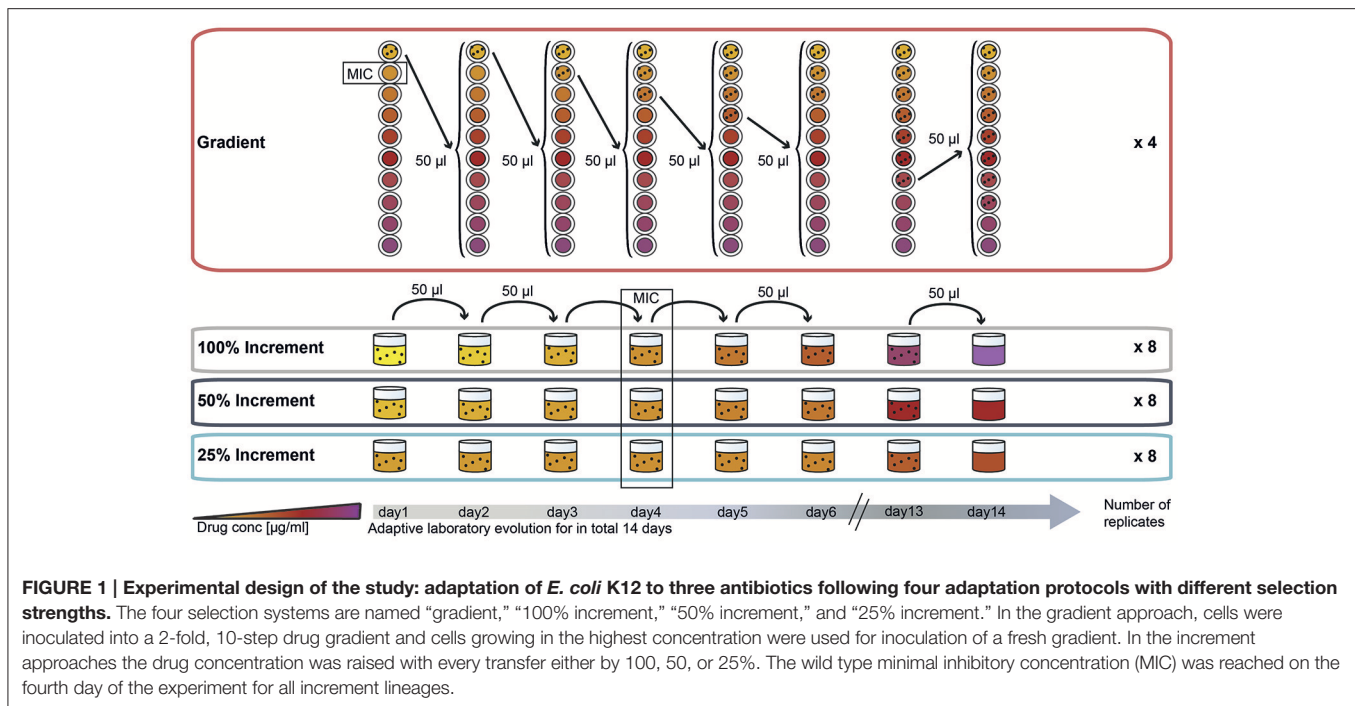 MIC
Gradient
50 µl 50 µl 50 µl 50 µl 50 µl 50 µl
x 4
50 µl 50 µl MIC 50 µl 50 µl
100% Increment x 8
50% Increment x 8
25% Increment x 8
Drug conc [µg/ml]
day1 day2 day3 day4 day5 day6 day13 day14
Adaptive laboratory evolution for in total 14 days
Number of
replicates
FIGURE 1 | Experimental design of the study: adaptation of E. coli K12 to three antibiotics following four adaptation protocols with different selection
strengths. The four selection systems are named “gradient,” “100% increment,” “50% increment,” and “25% increment.” In the gradient approach, cells were
inoculated into a 2-fold, 10-step drug gradient and cells growing in the highest concentration were used for inoculation of a fresh gradient. In the increment
approaches the drug concentration was raised with every transfer either by 100, 50, or 25%. The wild type minimal inhibitory concentration (MIC) was reached on the
fourth day of the experiment for all increment lineages.